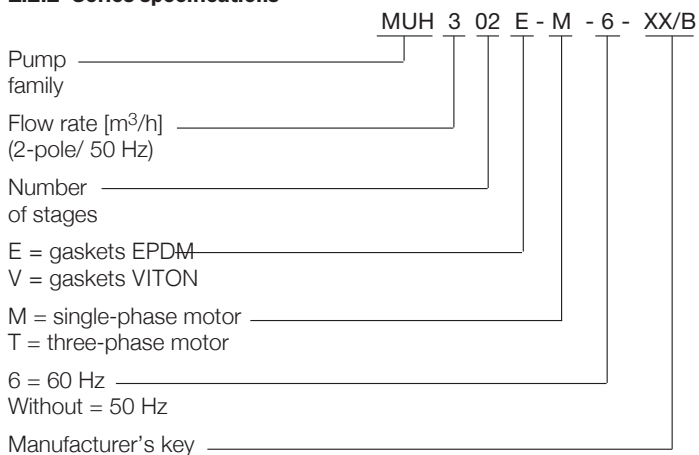 2.2.2 Series specifications
MUH 3 02 E - M - 6 - XX/B
Pump
family
Flow rate [m³/h]
(2-pole/ 50 Hz)
Number
of stages
E = gaskets EPDM
V = gaskets VITON
M = single-phase motor
T = three-phase motor
6 = 60 Hz
Without = 50 Hz
Manufacturer's key